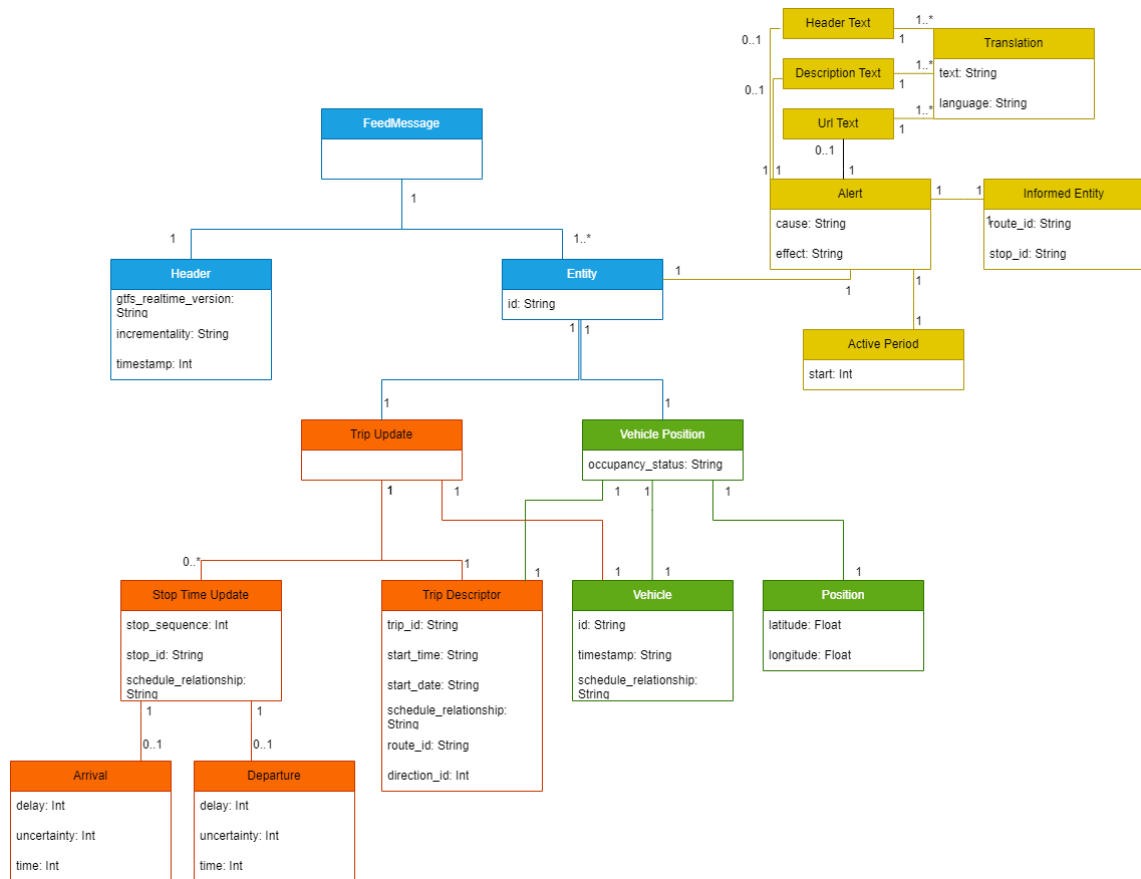 Header Text
1..*
1
0..1
Translation
text: String
language: String
Description Text
1..*
1
0..1
Url Text
1..*
1
0..1
1
1
1
Alert
cause: String
effect: String
1
1
1
Informed Entity
route_id: String
stop_id: String
FeedMessage
1
1
1..*
Header
gtfs_realtime_version:
String
incrementality: String
timestamp: Int
Entity
id: String
1
1
1
1
Active Period
start: Int
1
1
1
1
Trip Update
1
1
Vehicle Position
occupancy_status: String
1
1
1
0..*
1
1
1
1
1
Stop Time Update
stop_sequence: Int
stop_id: String
schedule_relationship:
String
1
1
0..1
0..1
Trip Descriptor
trip_id: String
start_time: String
start_date: String
schedule_relationship:
String
route_id: String
direction_id: Int
Vehicle
id: String
timestamp: String
schedule_relationship:
String
Position
latitude: Float
longitude: Float
Arrival
delay: Int
uncertainty: Int
time: Int
Departure
delay: Int
uncertainty: Int
time: Int